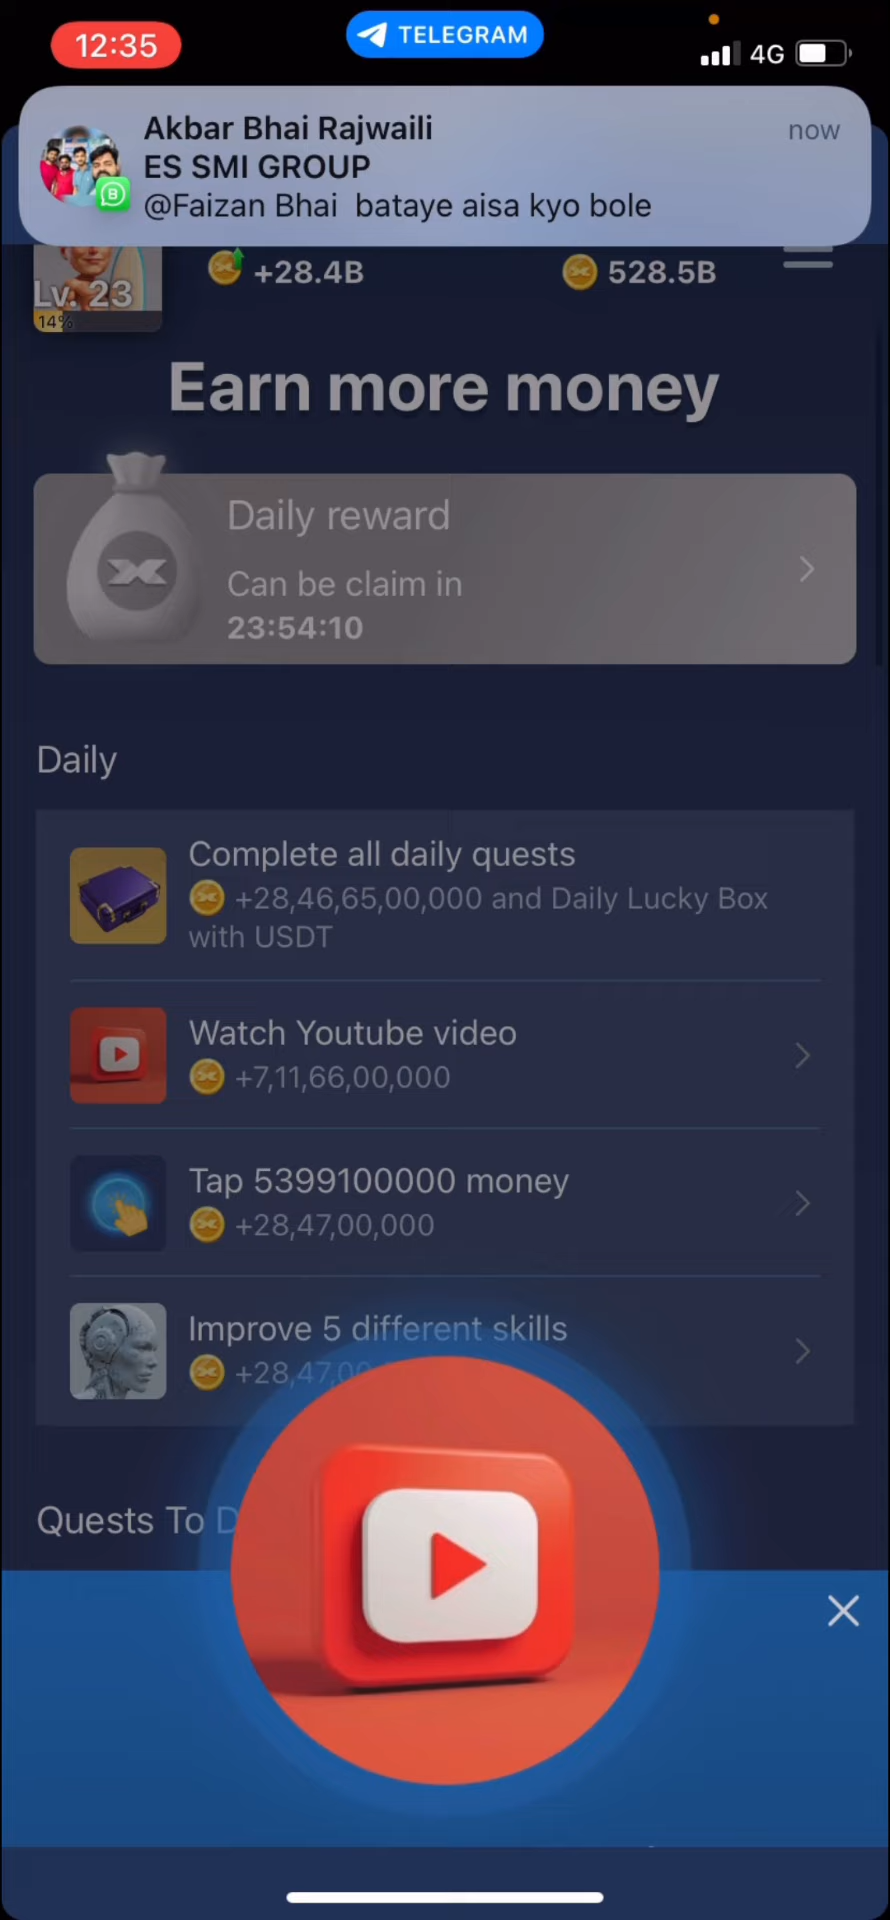 12:35
TELEGRAM
4G
Akbar Bhai Rajwaili
now
ES SMI GROUP
@Faizan Bhai bataye aisa kyo bole
Lv. 23
14%
+28.4B
528.5B
Earn more money
Daily reward
Can be claim in
23:54:10
Daily
Complete all daily quests
+28,46,65,00,000 and Daily Lucky Box
with USDT
Watch Youtube video
+7,11,66,00,000
Tap 5399100000 money
+28,47,00,000
Improve 5 different skills
+28,47,00
Quests To D